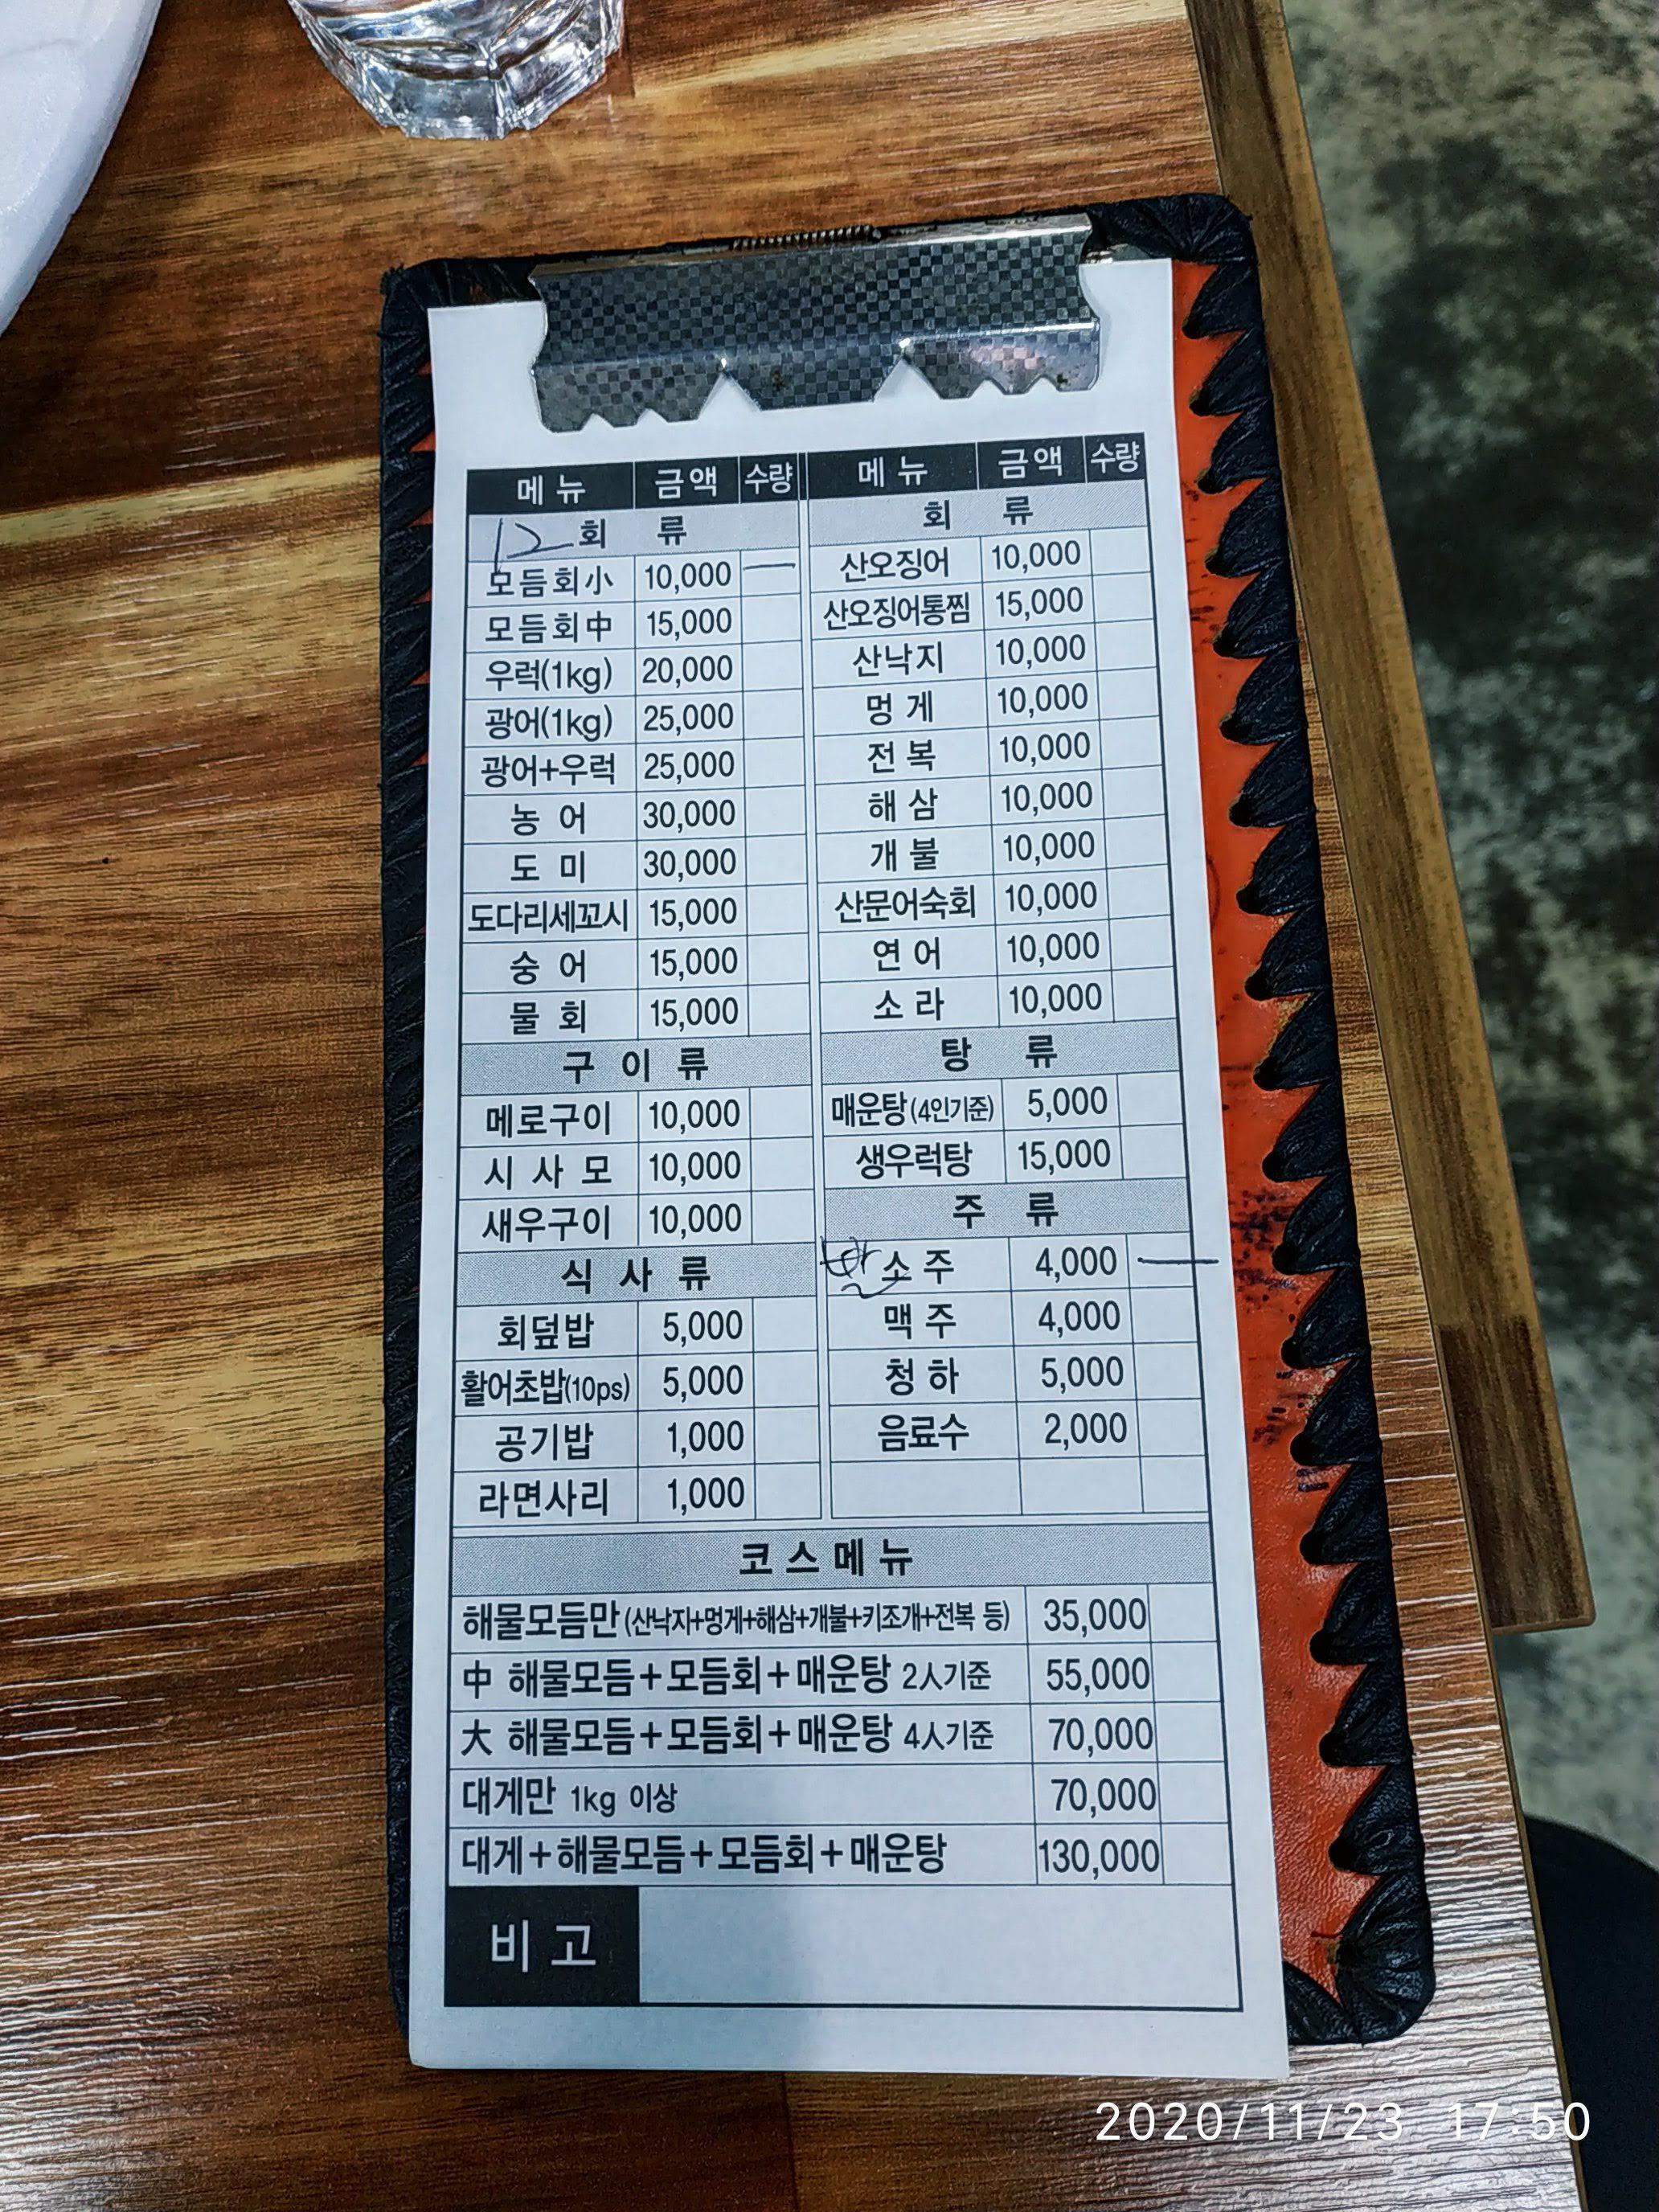 메뉴 금액 수량
회 류
모듬회小 10,000 一
모듬회中 15,000
우럭(1kg) 20,000
광어(1kg) 25,000
광어+우럭 25,000
농어 30,000
도미 30,000
도다리세꼬시 15,000
숭어 15,000
물회 15,000
구이류
메로구이 10,000
시사모 10,000
새우구이 10,000
식사류
회덮밥 5,000
활어초밥(10ps) 5,000
공기밥 1,000
라면사리 1,000
메뉴 금액 수량
회 류
산오징어 10,000
산오징어통찜 15,000
산낙지 10,000
멍게 10,000
전복 10,000
해삼 10,000
개불 10,000
산문어숙회 10,000
연어 10,000
소라 10,000
탕 류
매운탕(4인기준) 5,000
생우럭탕 15,000
주 류
소주 4,000 一
맥주 4,000
청하 5,000
음료수 2,000
코스메뉴
해물모듬만(산낙지+멍게+해삼+개불+키조개+전복 등) 35,000
中 해물모듬+모듬회+매운탕 2人기준 55,000
大 해물모듬+모듬회+매운탕 4人기준 70,000
대게만 1kg 이상 70,000
대게+해물모듬+모듬회+매운탕 130,000
비고
2020/11/23 17:50